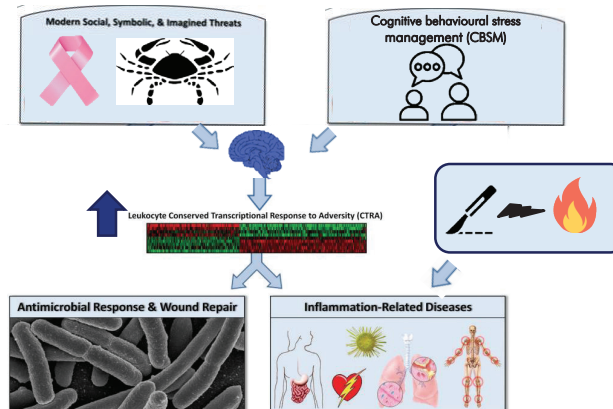 Modern Social, Symbolic, & Imagined Threats
Cognitive behavioural stress
management (CBSM)
Leukocyte Conserved Transcriptional Response to Adversity (CTRA)
Antimicrobial Response & Wound Repair
Inflammation-Related Diseases